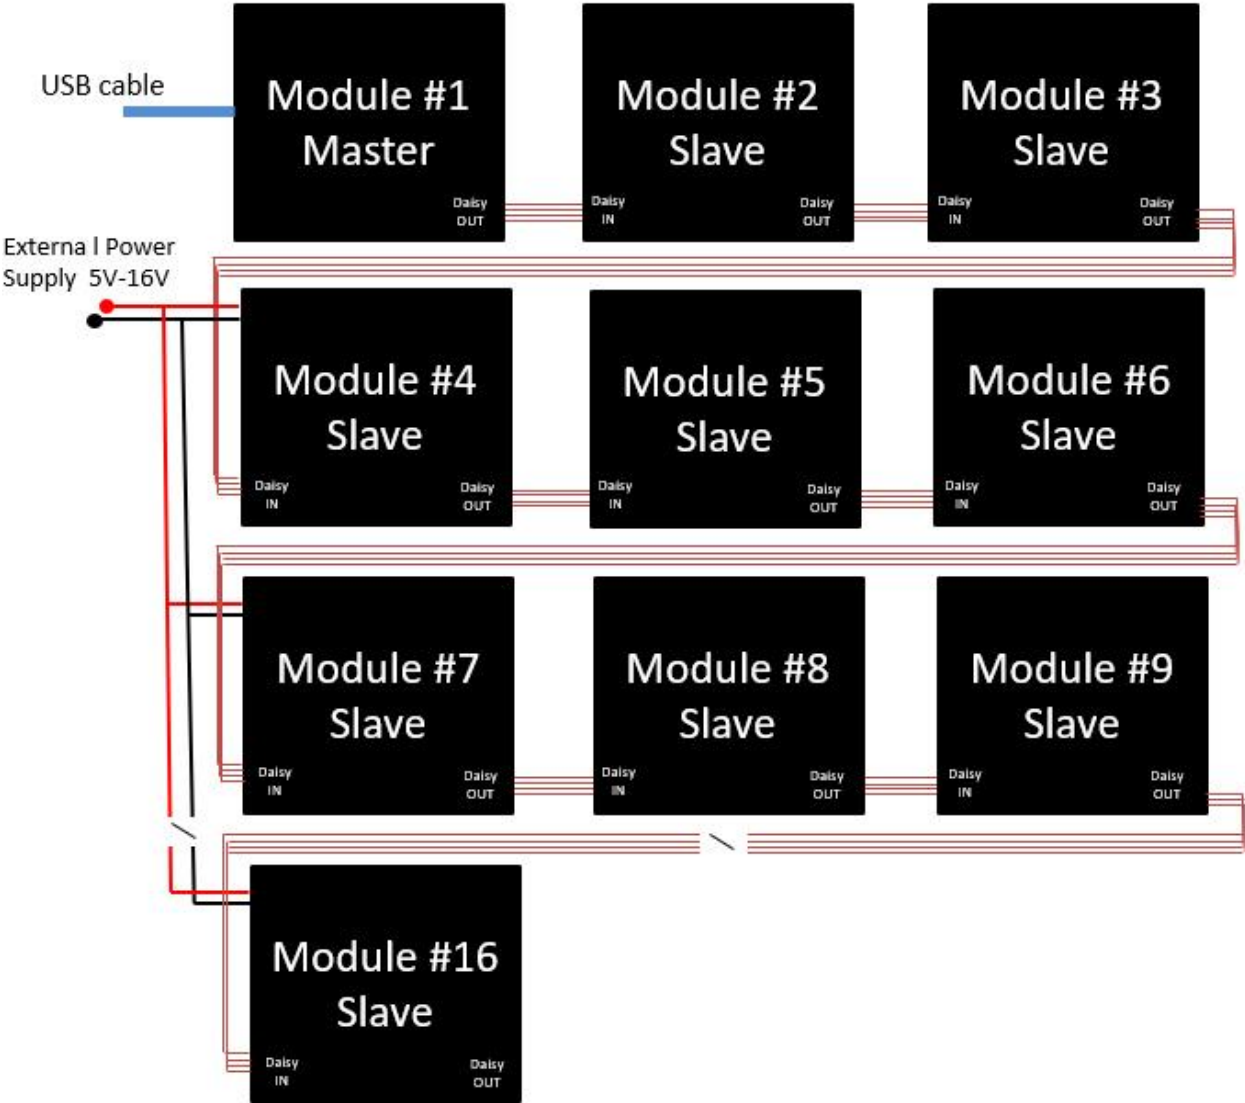 USB cable
Module #1
Master
Daisy
OUT
Module #2
Slave
Daisy
IN
Daisy
OUT
Module #3
Slave
Daisy
IN
Daisy
OUT
Externa l Power
Supply 5V-16V
Module #4
Slave
Daisy
IN
Daisy
OUT
Module #5
Slave
Daisy
IN
Daisy
OUT
Module #6
Slave
Daisy
IN
Daisy
OUT
Module #7
Slave
Daisy
IN
Daisy
OUT
Module #8
Slave
Daisy
IN
Daisy
OUT
Module #9
Slave
Daisy
IN
Daisy
OUT
Module #16
Slave
Daisy
IN
Daisy
OUT